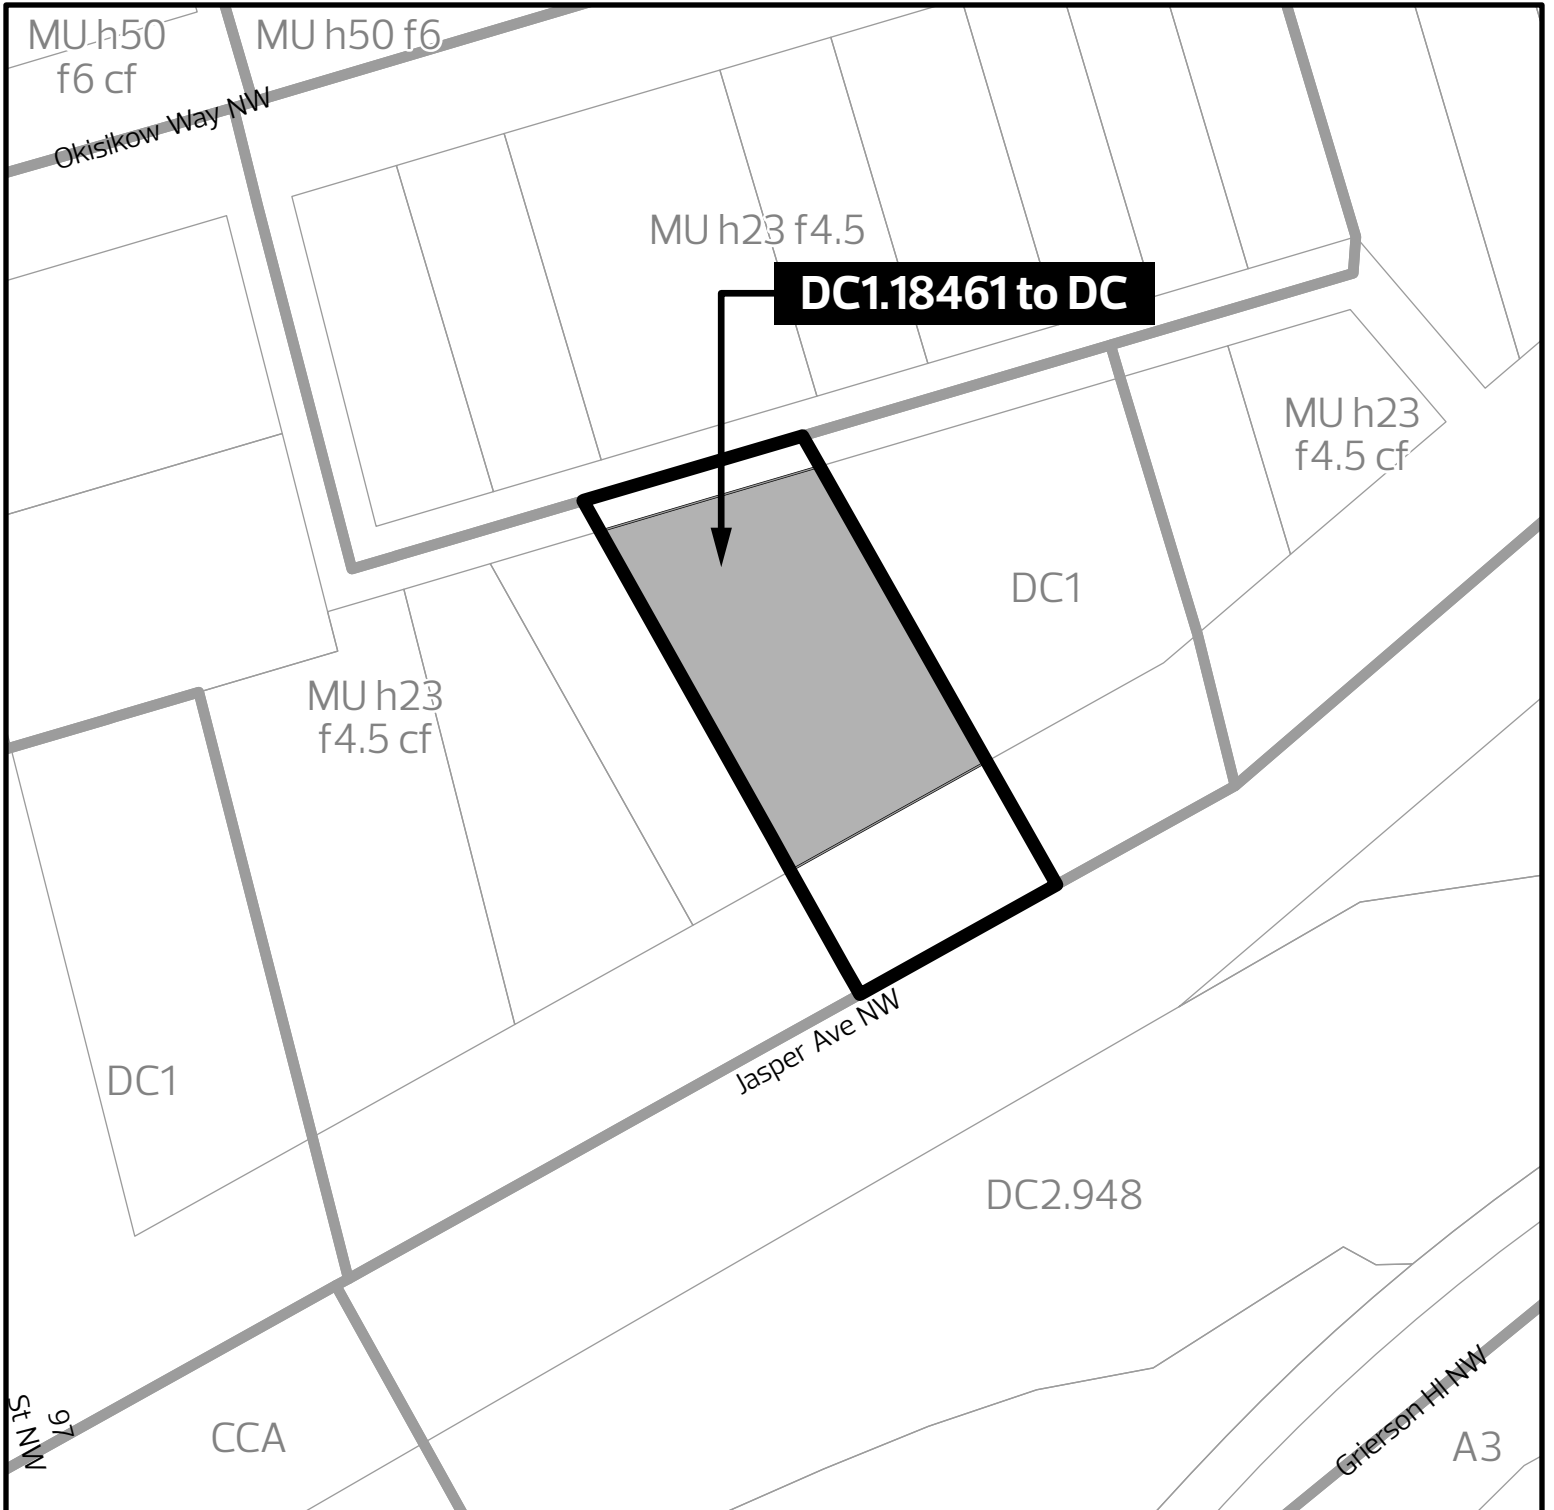 MU h50
f6 cf
MU h50 f6
Okisikow Way NW
MU h23 f4.5
DC1.18461 to DC
MU h23
f4.5 cf
DC1
MU h23
f4.5 cf
Jasper Ave NW
DC1
DC2.948
97
St NW
CCA
Grierson Hl NW
A3